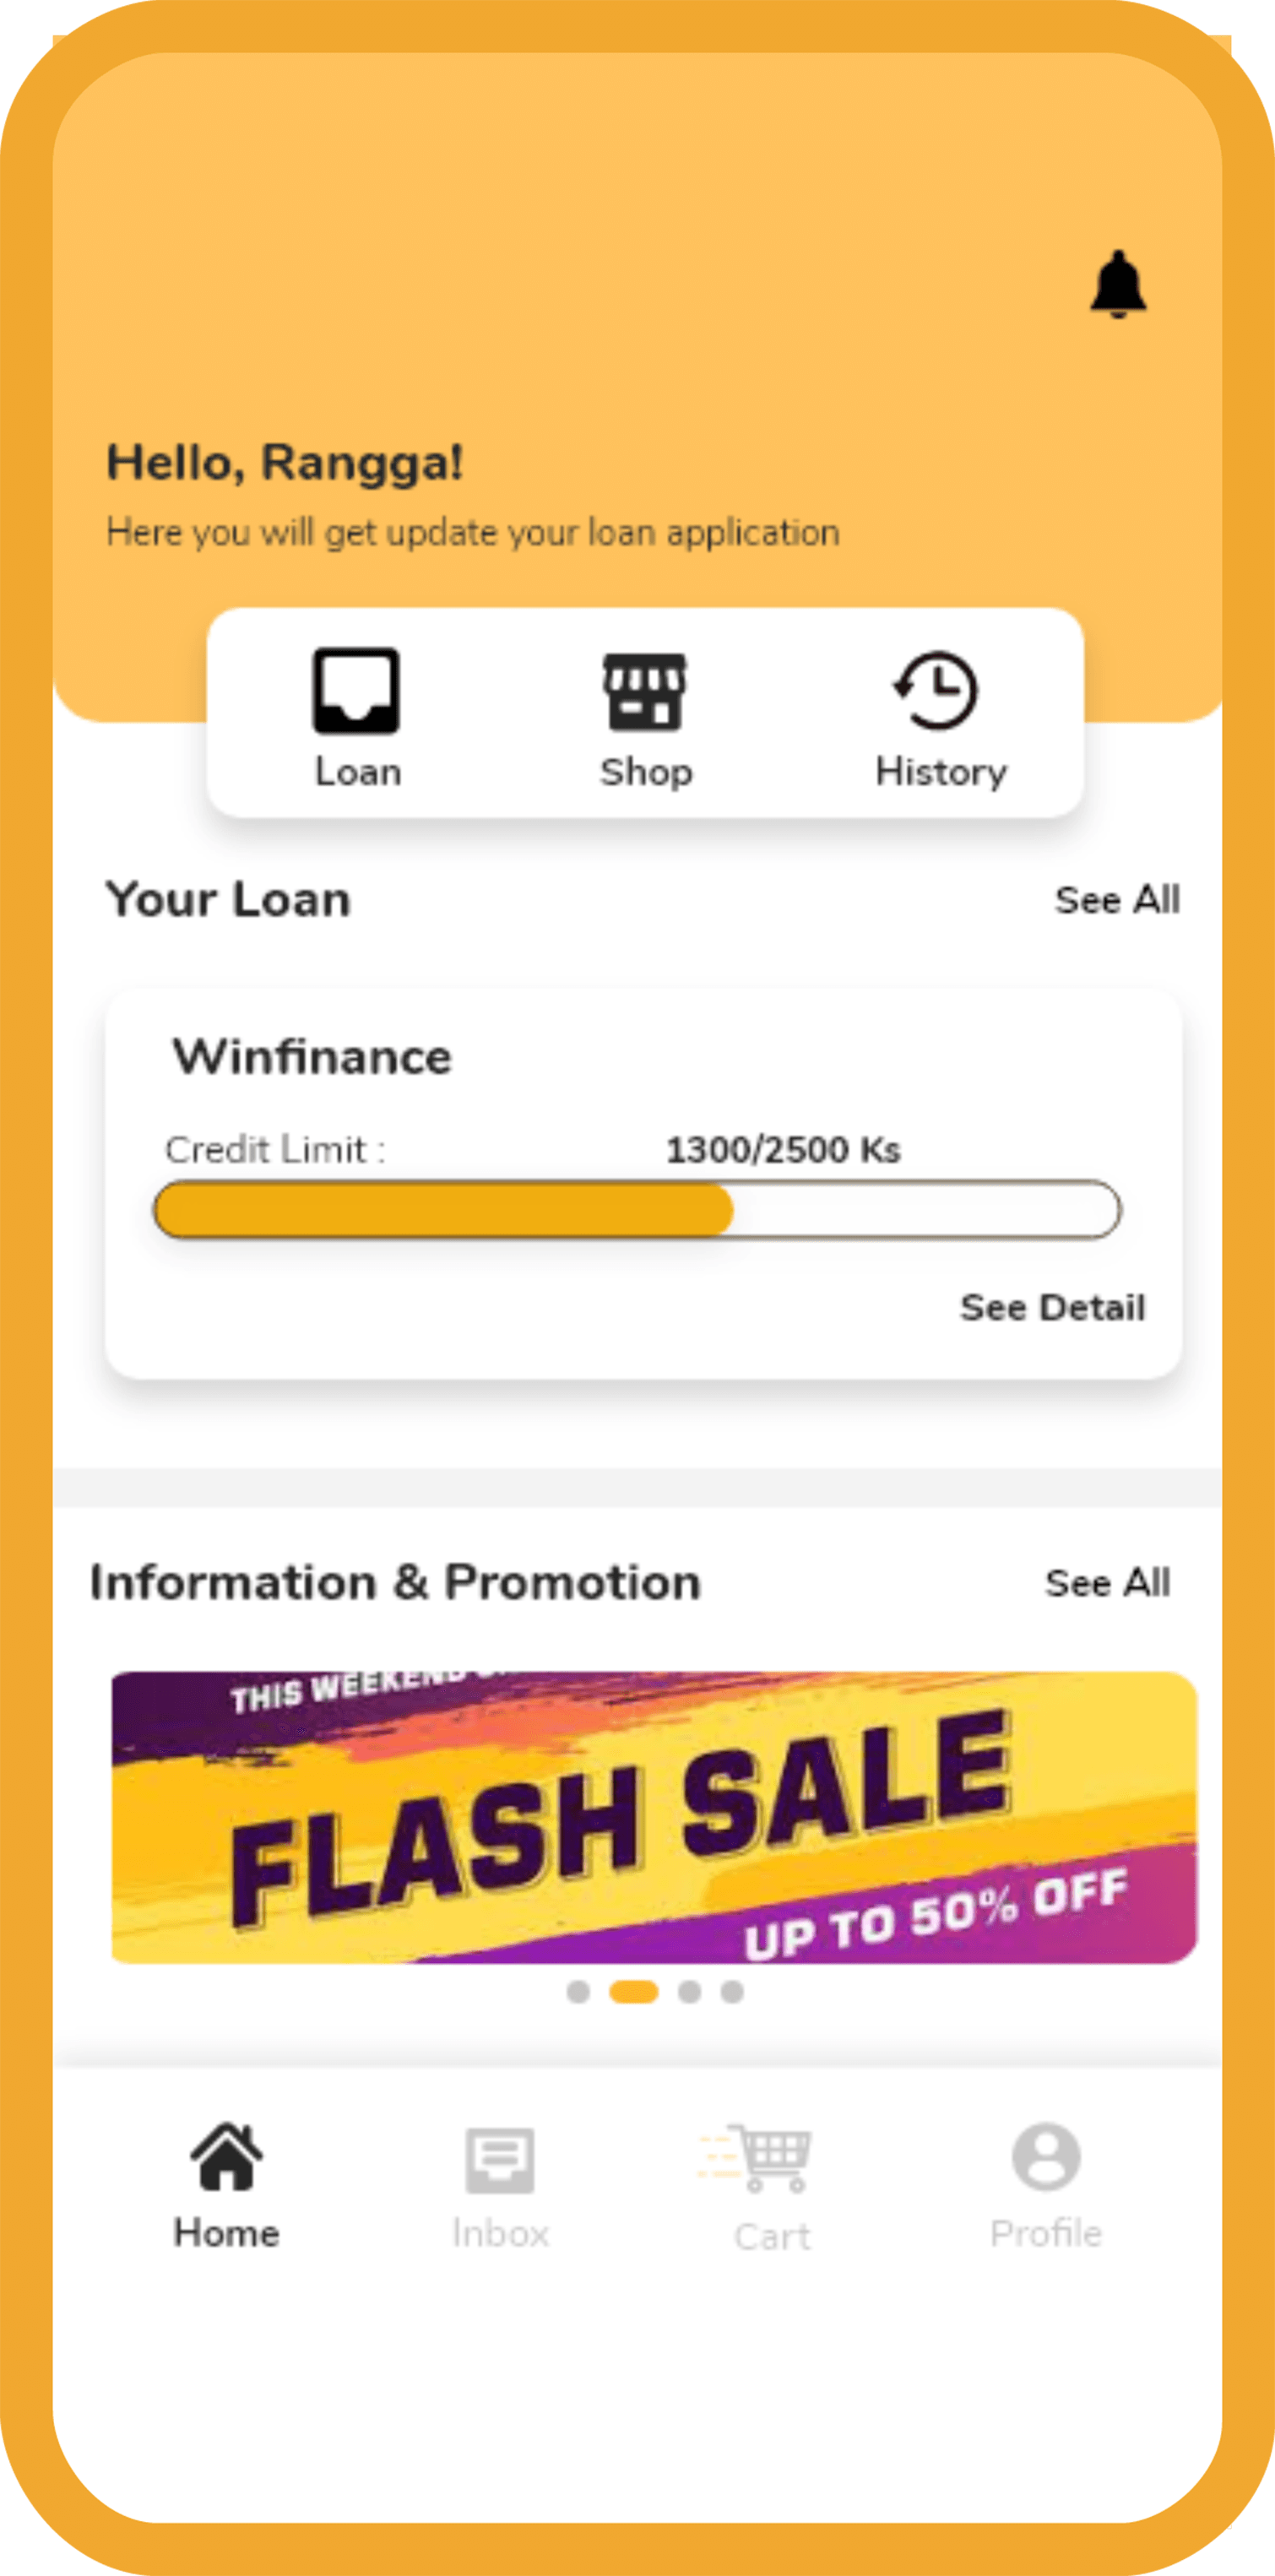 Hello, Rangga!
Here you will get update your loan application
Loan
Shop
History
Your Loan
See All
Winfinance
Credit Limit :
1300/2500 Ks
See Detail
Information & Promotion
See All
THIS WEEKEND
FLASH SALE
UP TO 50% OFF
Home
Inbox
Cart
Profile